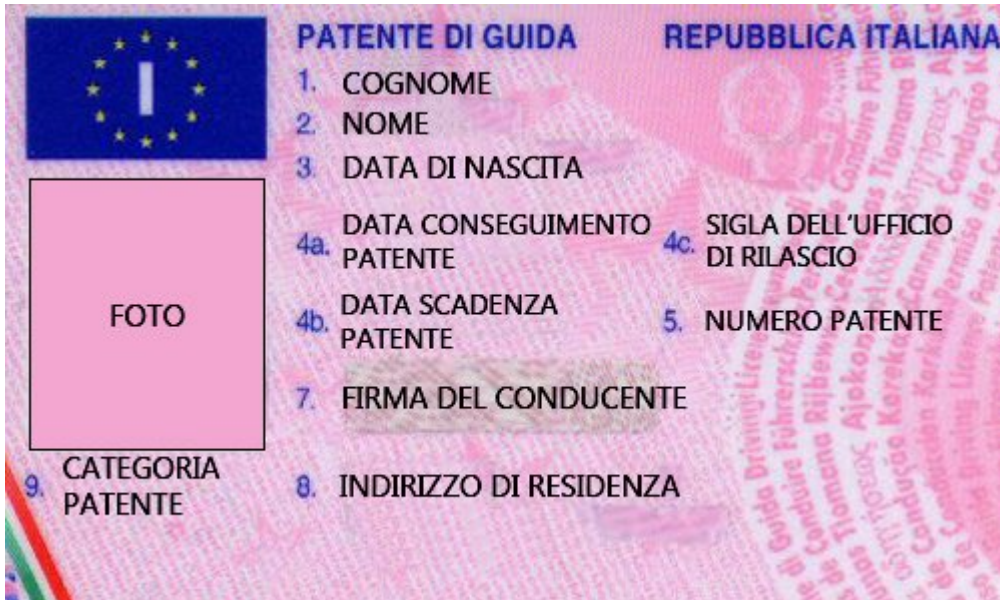 I
PATENTE DI GUIDA
REPUBBLICA ITALIANA
1. COGNOME
2. NOME
3. DATA DI NASCITA
4a. DATA CONSEGUIMENTO
PATENTE
4c. SIGLA DELL'UFFICIO
DI RILASCIO
FOTO
4b. DATA SCADENZA
PATENTE
5. NUMERO PATENTE
7. FIRMA DEL CONDUCENTE
9. CATEGORIA
PATENTE
8. INDIRIZZO DI RESIDENZA